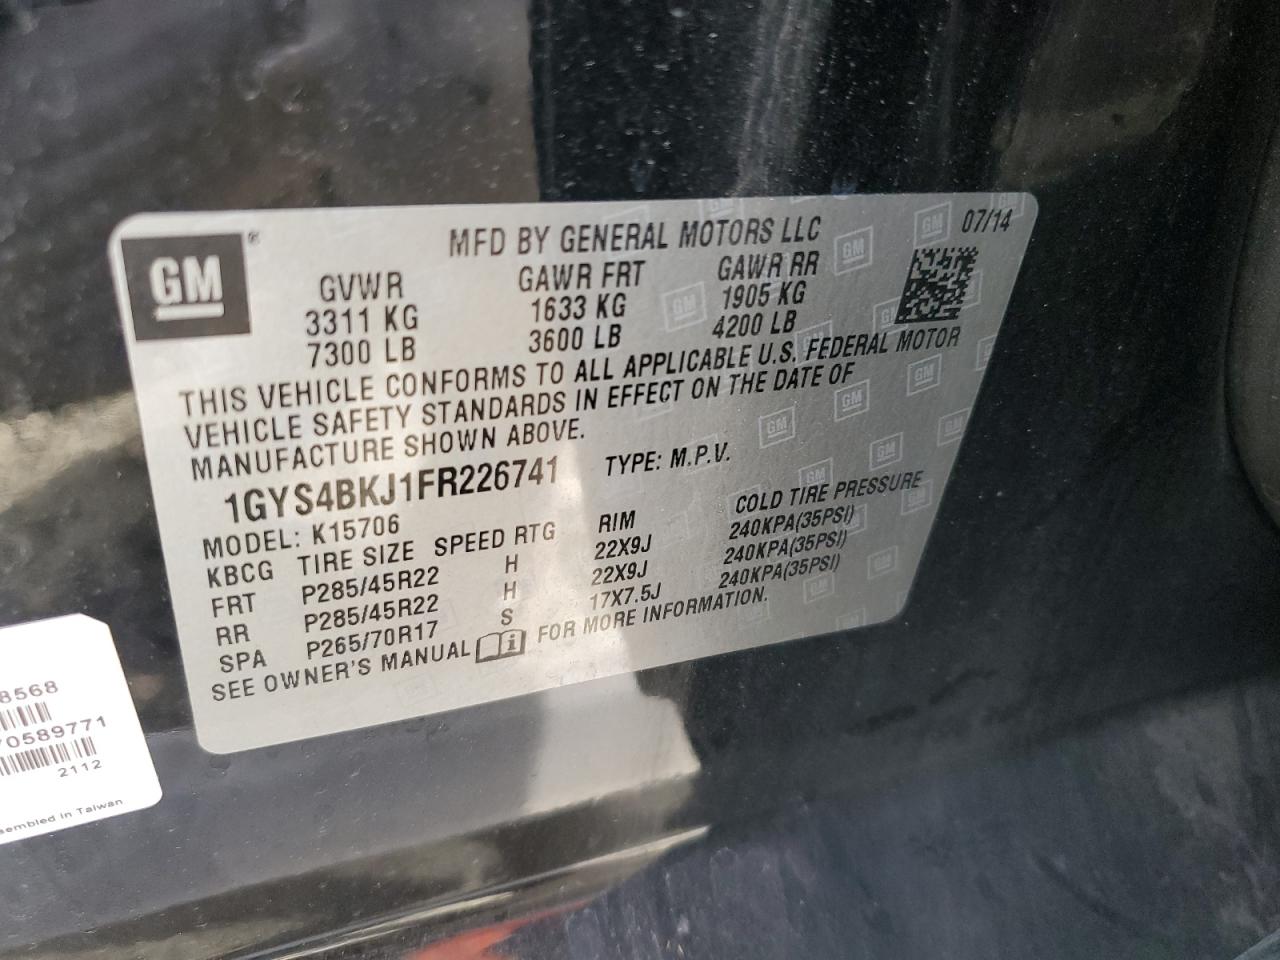 GM®
MFD BY GENERAL MOTORS LLC
07/14
GVWR GAWR FRT GAWR RR
3311 KG 1633 KG 1905 KG
7300 LB 3600 LB 4200 LB
THIS VEHICLE CONFORMS TO ALL APPLICABLE U.S. FEDERAL MOTOR
VEHICLE SAFETY STANDARDS IN EFFECT ON THE DATE OF
MANUFACTURE SHOWN ABOVE.
1GYS4BKJ1FR226741 TYPE: M.P.V.
MODEL: K15706
KBCG TIRE SIZE SPEED RTG RIM COLD TIRE PRESSURE
FRT P285/45R22 H 22X9J 240KPA(35PSI)
RR P285/45R22 H 22X9J 240KPA(35PSI)
SPA P265/70R17 S 17X7.5J 240KPA(35PSI)
SEE OWNER'S MANUAL FOR MORE INFORMATION.
8568
70589771
2112
sembled in Taiwan